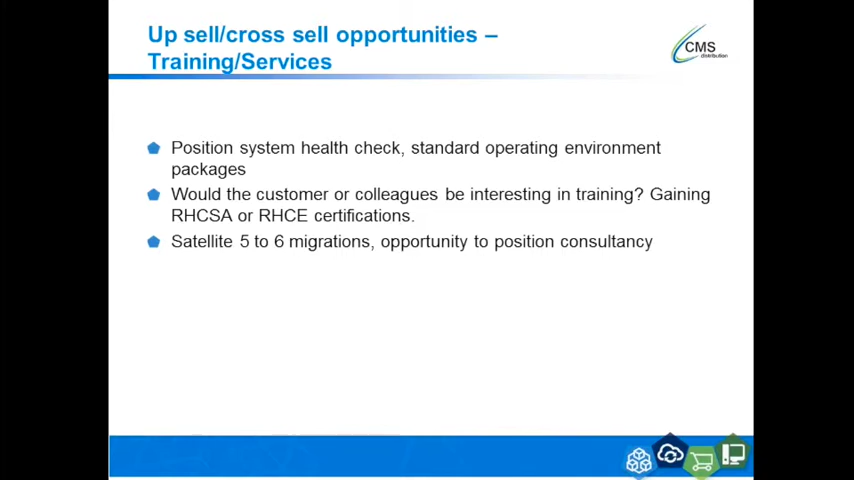 Up sell/cross sell opportunities –
Training/Services
CMS
distribution
Position system health check, standard operating environment
packages
Would the customer or colleagues be interesting in training? Gaining
RHCSA or RHCE certifications.
Satellite 5 to 6 migrations, opportunity to position consultancy